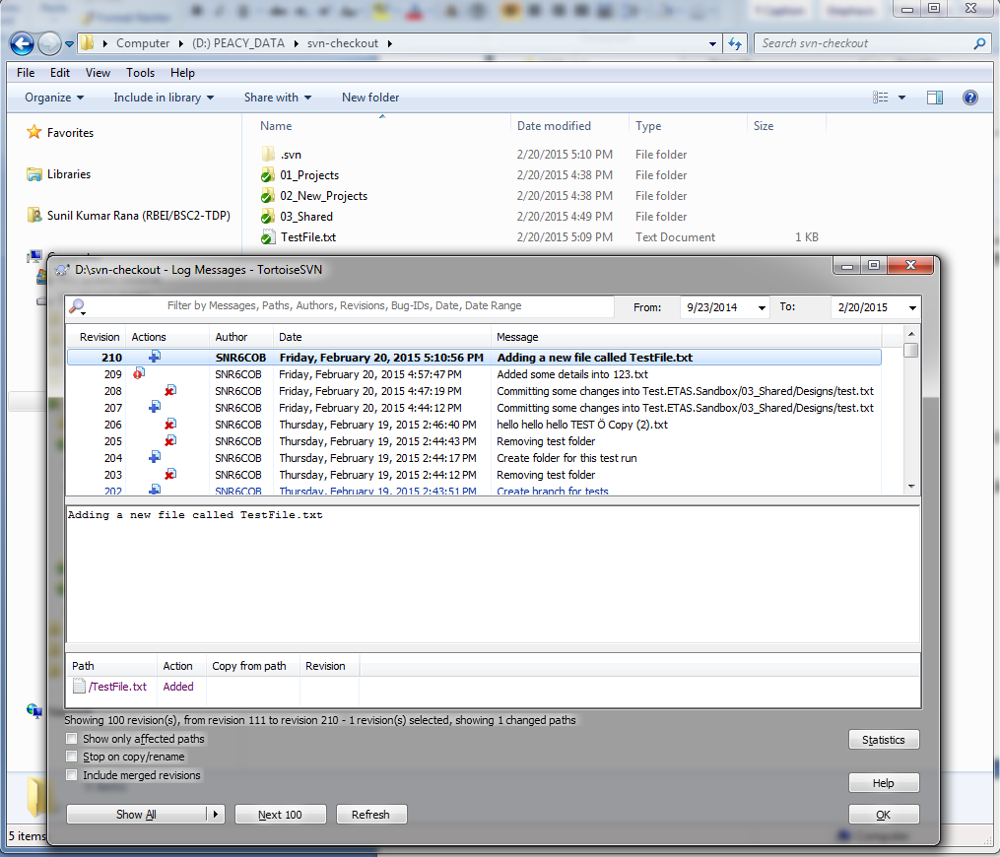 Computer (D:) PEACY_DATA svn-checkout Search svn-checkout
File Edit View Tools Help
Organize Include in library Share with New folder
Name Date modified Type Size
Favorites
Libraries
Sunil Kumar Rana (RBEI/BSC2-TDP)
.svn 2/20/2015 5:10 PM File folder
01_Projects 2/20/2015 4:38 PM File folder
02_New_Projects 2/20/2015 4:38 PM File folder
03_Shared 2/20/2015 4:49 PM File folder
TestFile.txt 2/20/2015 5:09 PM Text Document 1 KB
D:\svn-checkout - Log Messages - TortoiseSVN
Filter by Messages, Paths, Authors, Revisions, Bug-IDs, Date, Date Range From: 9/23/2014 To: 2/20/2015
Revision Actions Author Date Message
210 SNR6COB Friday, February 20, 2015 5:10:56 PM Adding a new file called TestFile.txt
209 SNR6COB Friday, February 20, 2015 4:57:47 PM Added some details into 123.txt
208 SNR6COB Friday, February 20, 2015 4:47:19 PM Committing some changes into Test.ETAS.Sandbox/03_Shared/Designs/test.txt
207 SNR6COB Friday, February 20, 2015 4:44:12 PM Committing some changes into Test.ETAS.Sandbox/03_Shared/Designs/test.txt
206 SNR6COB Thursday, February 19, 2015 2:46:40 PM hello hello hello TEST Ö Copy (2).txt
205 SNR6COB Thursday, February 19, 2015 2:44:43 PM Removing test folder
204 SNR6COB Thursday, February 19, 2015 2:44:17 PM Create folder for this test run
203 SNR6COB Thursday, February 19, 2015 2:44:12 PM Removing test folder
202 SNR6COB Thursday, February 19, 2015 2:43:51 PM Create branch for tests
Adding a new file called TestFile.txt
Path Action Copy from path Revision
/TestFile.txt Added
Showing 100 revision(s), from revision 111 to revision 210 - 1 revision(s) selected, showing 1 changed paths
Show only affected paths
Stop on copy/rename
Include merged revisions
Statistics
Help
Show All Next 100 Refresh OK
5 items